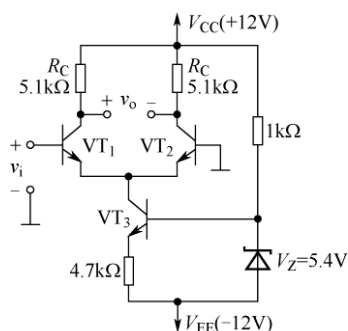 V_CC(+12V)
R_C
5.1kΩ
R_C
5.1kΩ
+ v_o −
1kΩ
+
v_i
−
VT_1
VT_2
VT_3
4.7kΩ
V_Z=5.4V
V_EE(−12V)